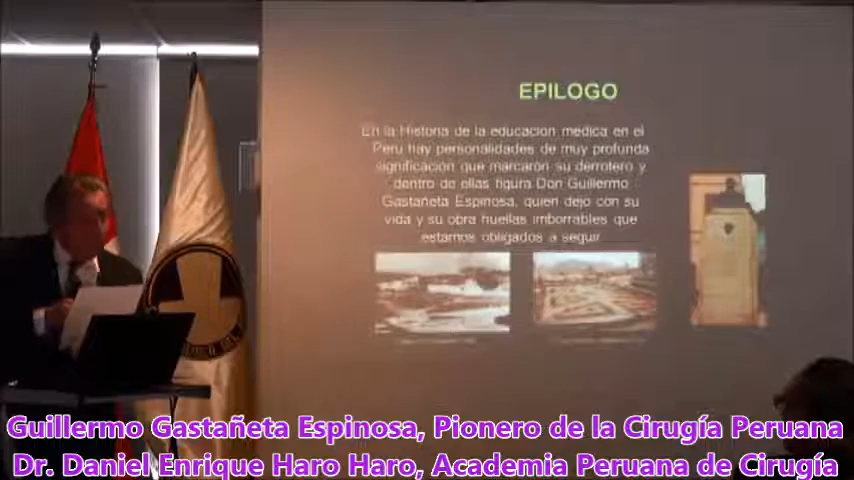 EPILOGO
En la Historia de la educacion medica en el
Peru hay personalidades de muy profunda
significación que marcaron su derrotero y
dentro de ellas figura Don Guillermo
Gastañeta Espinosa, quien dejo con su
vida y su obra huellas imborrables que
estamos obligados a seguir
Guillermo Gastañeta Espinosa, Pionero de la Cirugía Peruana
Dr. Daniel Enrique Haro Haro, Academia Peruana de Cirugía